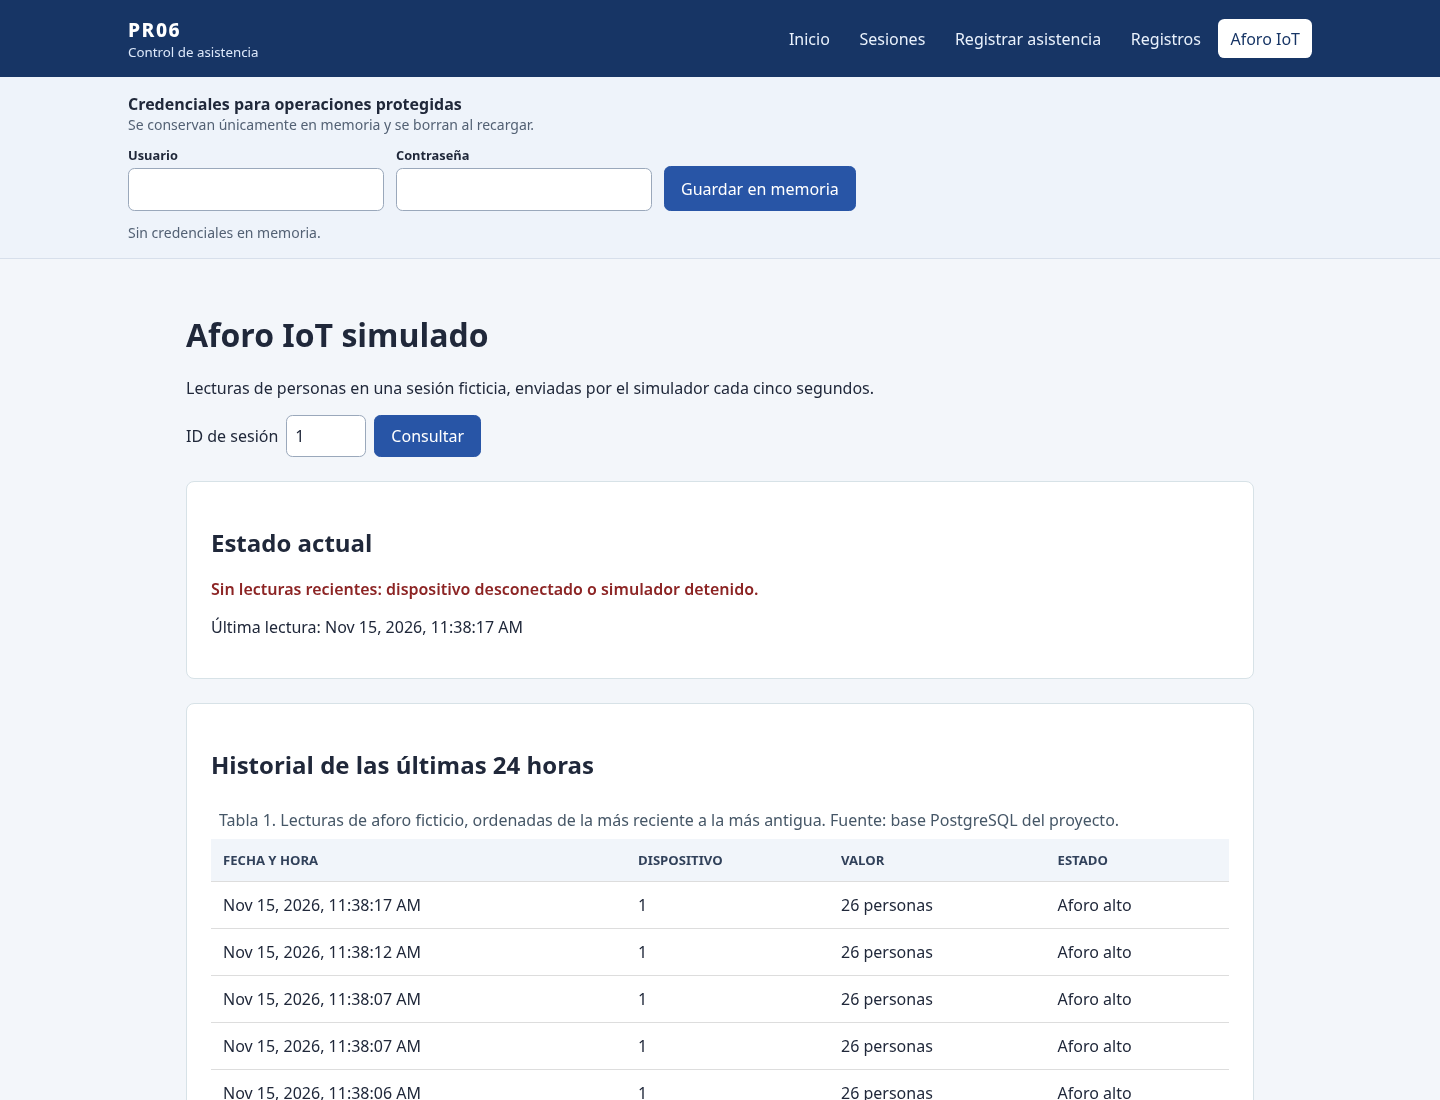 PR06
Control de asistencia
Inicio
Sesiones
Registrar asistencia
Registros
Aforo IoT
Credenciales para operaciones protegidas
Se conservan únicamente en memoria y se borran al recargar.
Usuario
Contraseña
Guardar en memoria
Sin credenciales en memoria.
Aforo IoT simulado
Lecturas de personas en una sesión ficticia, enviadas por el simulador cada cinco segundos.
ID de sesión 1 Consultar
Estado actual
Sin lecturas recientes: dispositivo desconectado o simulador detenido.
Última lectura: Nov 15, 2026, 11:38:17 AM
Historial de las últimas 24 horas
Tabla 1. Lecturas de aforo ficticio, ordenadas de la más reciente a la más antigua. Fuente: base PostgreSQL del proyecto.
FECHA Y HORA DISPOSITIVO VALOR ESTADO
Nov 15, 2026, 11:38:17 AM 1 26 personas Aforo alto
Nov 15, 2026, 11:38:12 AM 1 26 personas Aforo alto
Nov 15, 2026, 11:38:07 AM 1 26 personas Aforo alto
Nov 15, 2026, 11:38:07 AM 1 26 personas Aforo alto
Nov 15, 2026, 11:38:06 AM 1 26 personas Aforo alto